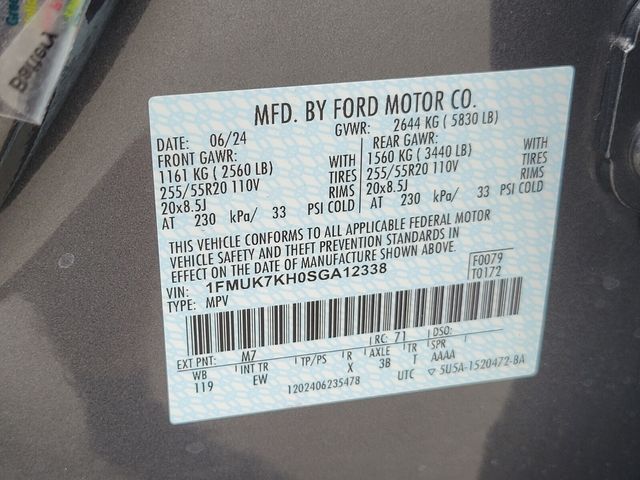 Battery
MFD. BY FORD MOTOR CO.
DATE: 06/24 GVWR: 2644 KG ( 5830 LB)
FRONT GAWR: REAR GAWR:
1161 KG ( 2560 LB) WITH 1560 KG ( 3440 LB) WITH
255/55R20 110V TIRES 255/55R20 110V TIRES
20x8.5J RIMS 20x8.5J RIMS
AT 230 kPa/ 33 PSI COLD AT 230 kPa/ 33 PSI COLD
THIS VEHICLE CONFORMS TO ALL APPLICABLE FEDERAL MOTOR
VEHICLE SAFETY AND THEFT PREVENTION STANDARDS IN
EFFECT ON THE DATE OF MANUFACTURE SHOWN ABOVE.
VIN: 1FMUK7KH0SGA12338 F0079
TYPE: MPV T0172
EXT PNT: M7 RC: 71 DSO:
WB INT TR TP/PS R AXLE TR SPR
119 EW X 3B T AAAA
1202406235478 UTC ▽ 5U5A-1520472-BA